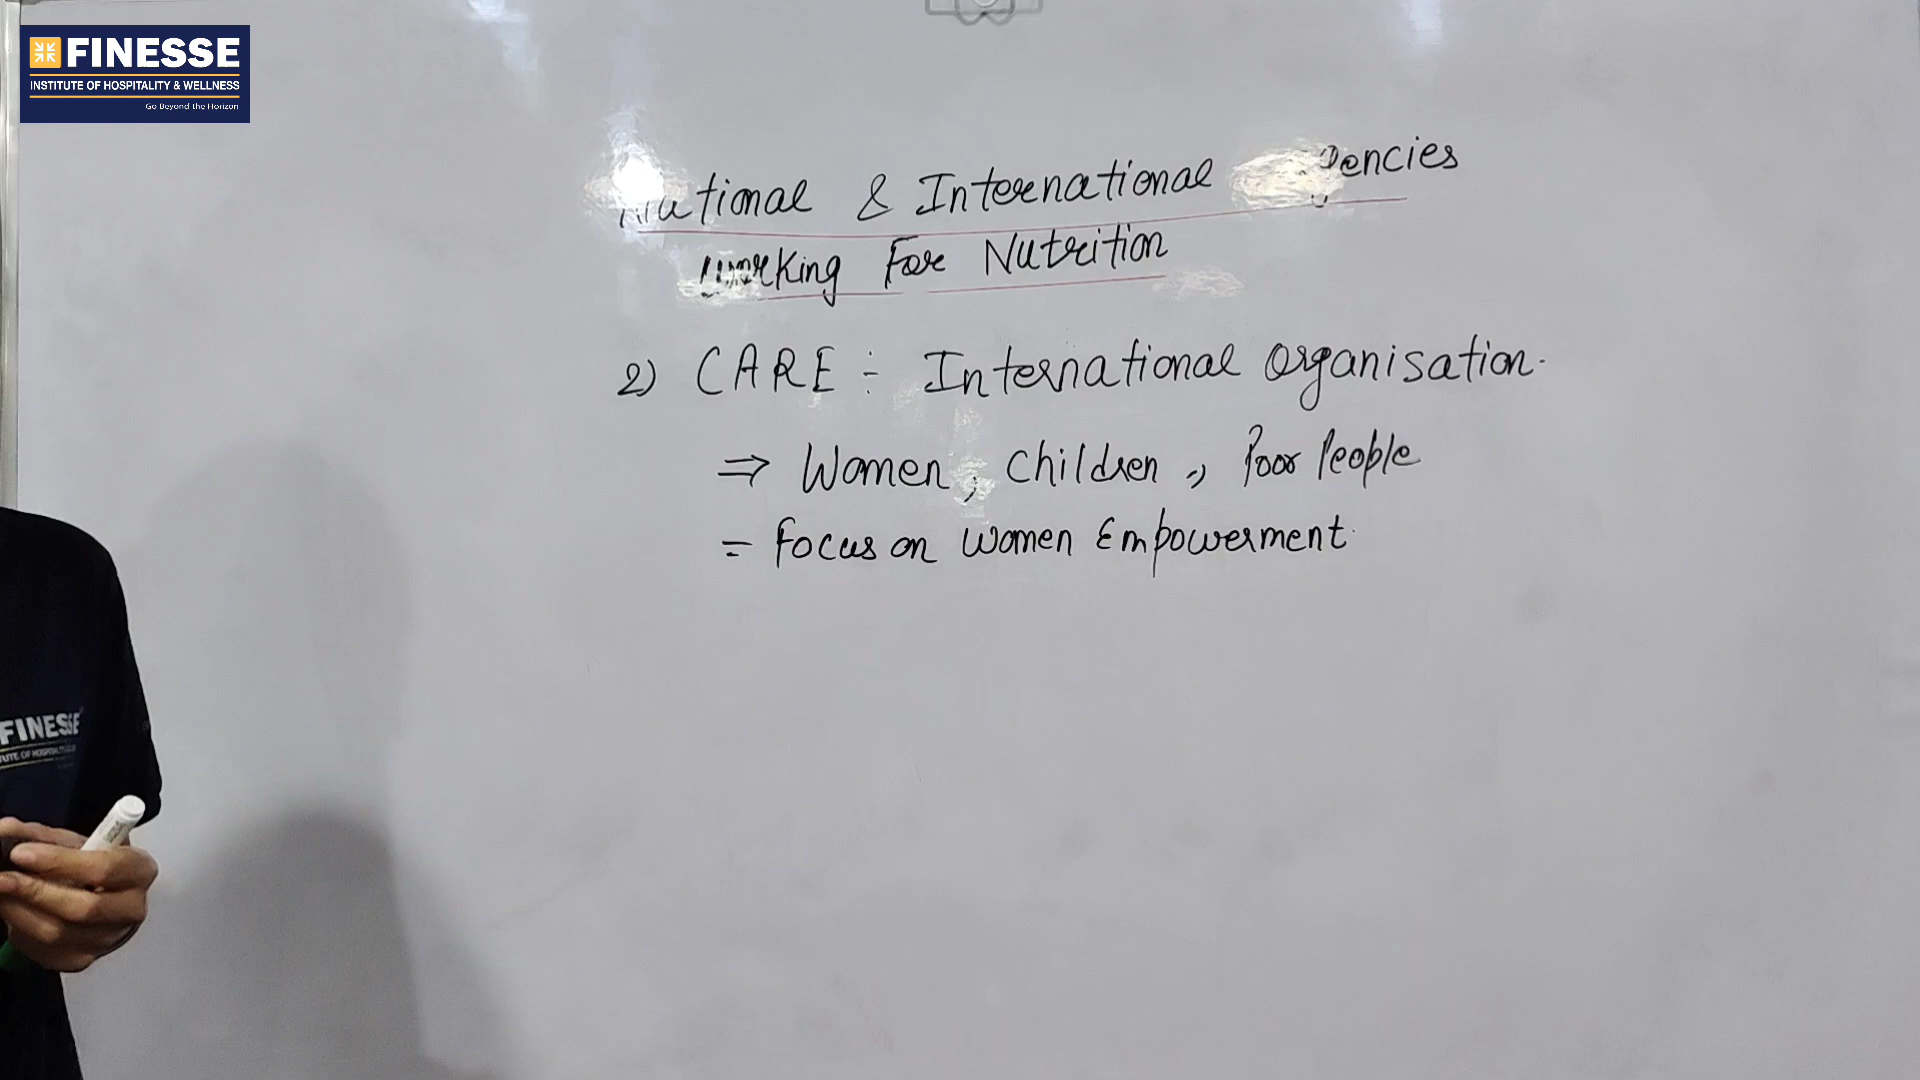 FINESSE
INSTITUTE OF HOSPITALITY & WELLNESS
Go Beyond the Horizon
National & International Agencies
Working For Nutrition
2) CARE :- International Organisation.
⇒ Women, Children, Poor People
= Focus on Women Empowerment.
FINESSE